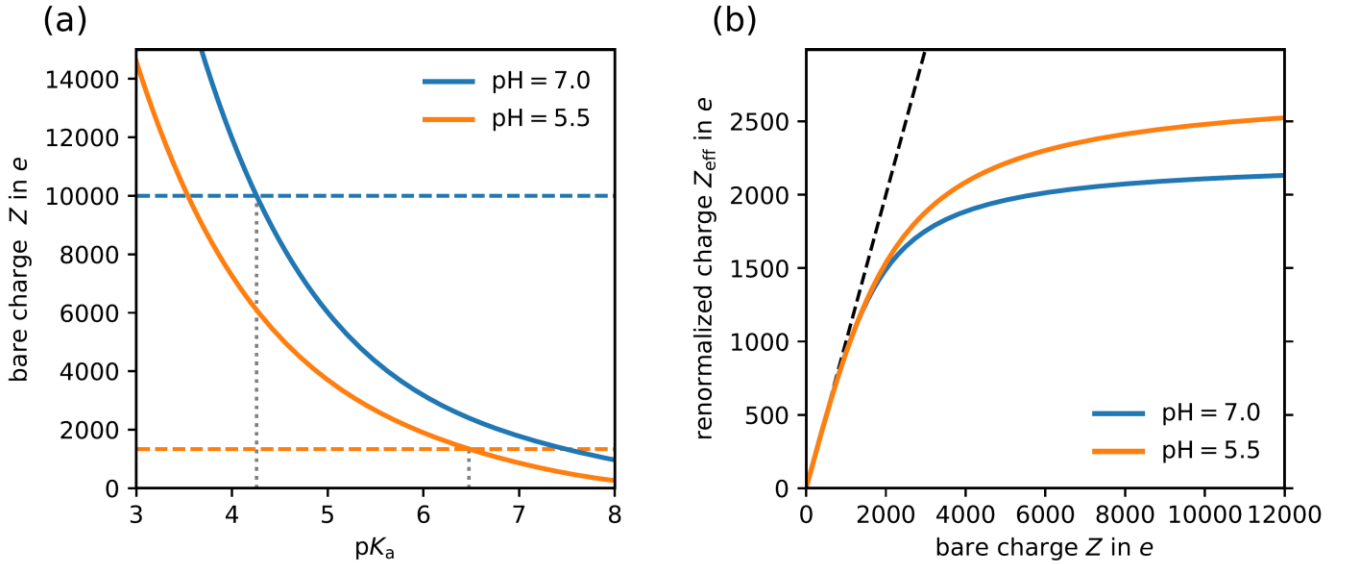 (a)
pH = 7.0
pH = 5.5
bare charge Z in e
14000
12000
10000
8000
6000
4000
2000
0
3 4 5 6 7 8
pKₐ
(b)
renormalized charge Z_eff in e
2500
2000
1500
1000
500
0
pH = 7.0
pH = 5.5
0 2000 4000 6000 8000 10000 12000
bare charge Z in e